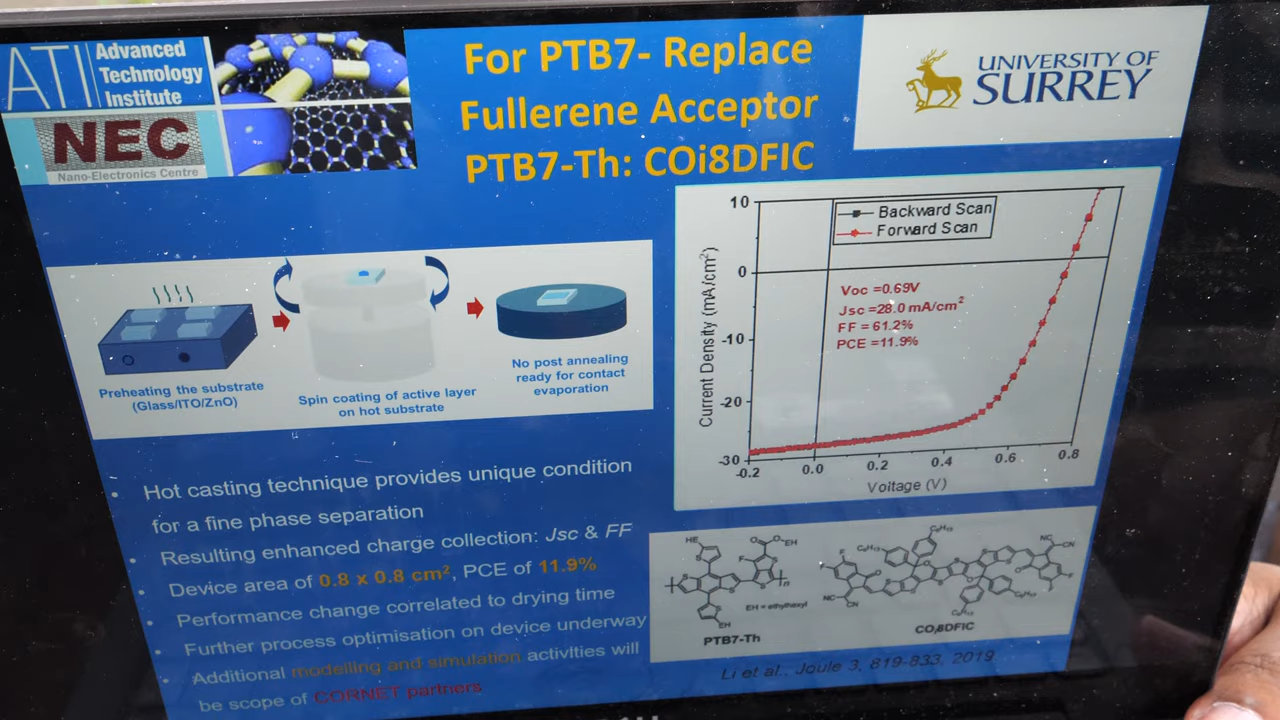 ATI Advanced
Technology
Institute
NEC
Nano-Electronics Centre
For PTB7- Replace
Fullerene Acceptor
PTB7-Th: COi8DFIC
UNIVERSITY OF
SURREY
Preheating the substrate
(Glass/ITO/ZnO)
Spin coating of active layer
on hot substrate
No post annealing
ready for contact
evaporation
Backward Scan
Forward Scan
Voc =0.69V
Jsc =28.0 mA/cm²
FF = 61.2%
PCE =11.9%
Current Density (mA/cm²)
10
0
-10
-20
-30
-0.2 0.0 0.2 0.4 0.6 0.8
Voltage (V)
• Hot casting technique provides unique condition
for a fine phase separation
• Resulting enhanced charge collection: Jsc & FF
• Device area of 0.8 x 0.8 cm², PCE of 11.9%
• Performance change correlated to drying time
• Further process optimisation on device underway
• Additional modelling and simulation activities will
be scope of CORNET partners
EH = ethylhexyl
PTB7-Th
CO₈DFIC
Li et al., Joule 3, 819-833, 2019